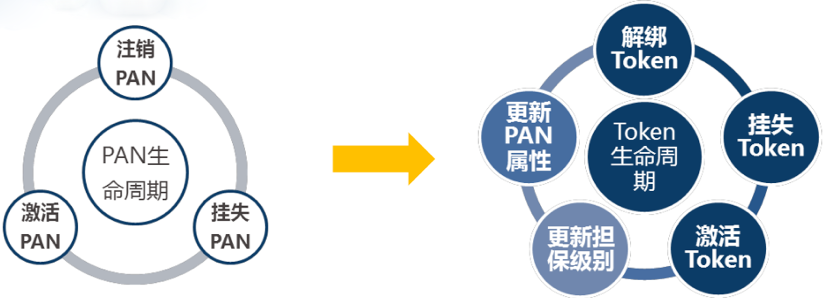 注销
PAN
PAN生
命周期
激活
PAN
挂失
PAN
解绑
Token
更新
PAN
属性
Token
生命周
期
挂失
Token
更新担
保级别
激活
Token